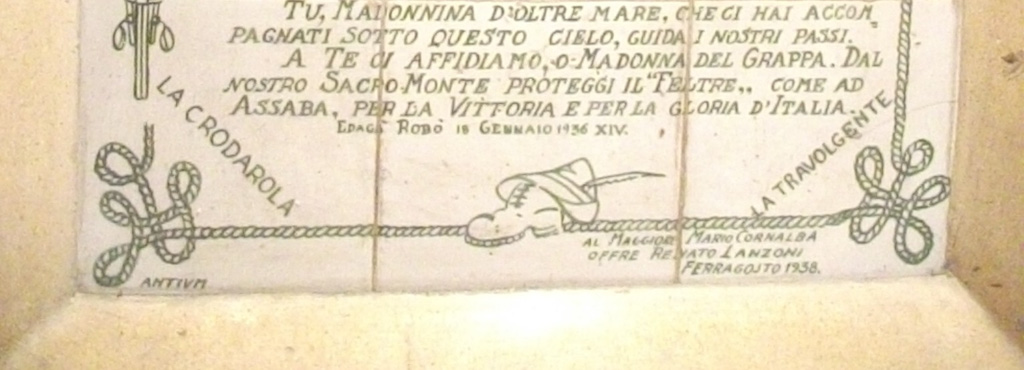 TU, MADONNINA D'OLTRE MARE, CHE CI HAI ACCOM
PAGNATI SOTTO QUESTO CIELO, GUIDA I NOSTRI PASSI.
A TE CI AFFIDIAMO, O MADONNA DEL GRAPPA. DAL
NOSTRO SACRO MONTE PROTEGGI IL "FELTRE,, COME AD
ASSABA, PER LA VITTORIA E PER LA GLORIA D'ITALIA.
EDAGÀ ROBÒ 18 GENNAIO 1936 XIV.
LA CRODAROLA
LA TRAVOLGENTE
AL MAGGIORE MARIO CORNALBA
OFFRE RENATO LANZONI
FERRAGOSTO 1958.
ANTIVM